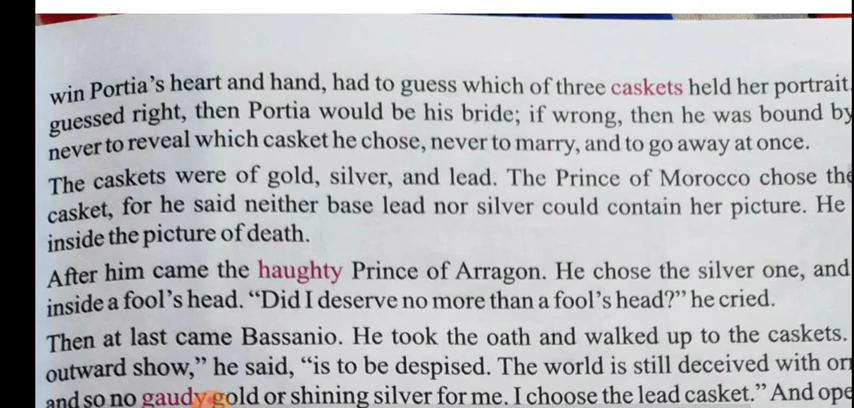 win Portia's heart and hand, had to guess which of three caskets held her portrait.
guessed right, then Portia would be his bride; if wrong, then he was bound by
never to reveal which casket he chose, never to marry, and to go away at once.
The caskets were of gold, silver, and lead. The Prince of Morocco chose the
casket, for he said neither base lead nor silver could contain her picture. He
inside the picture of death.
After him came the haughty Prince of Arragon. He chose the silver one, and
inside a fool's head. “Did I deserve no more than a fool's head?” he cried.
Then at last came Bassanio. He took the oath and walked up to the caskets.
outward show,” he said, “is to be despised. The world is still deceived with
and so no gaudy gold or shining silver for me. I choose the lead casket.” And